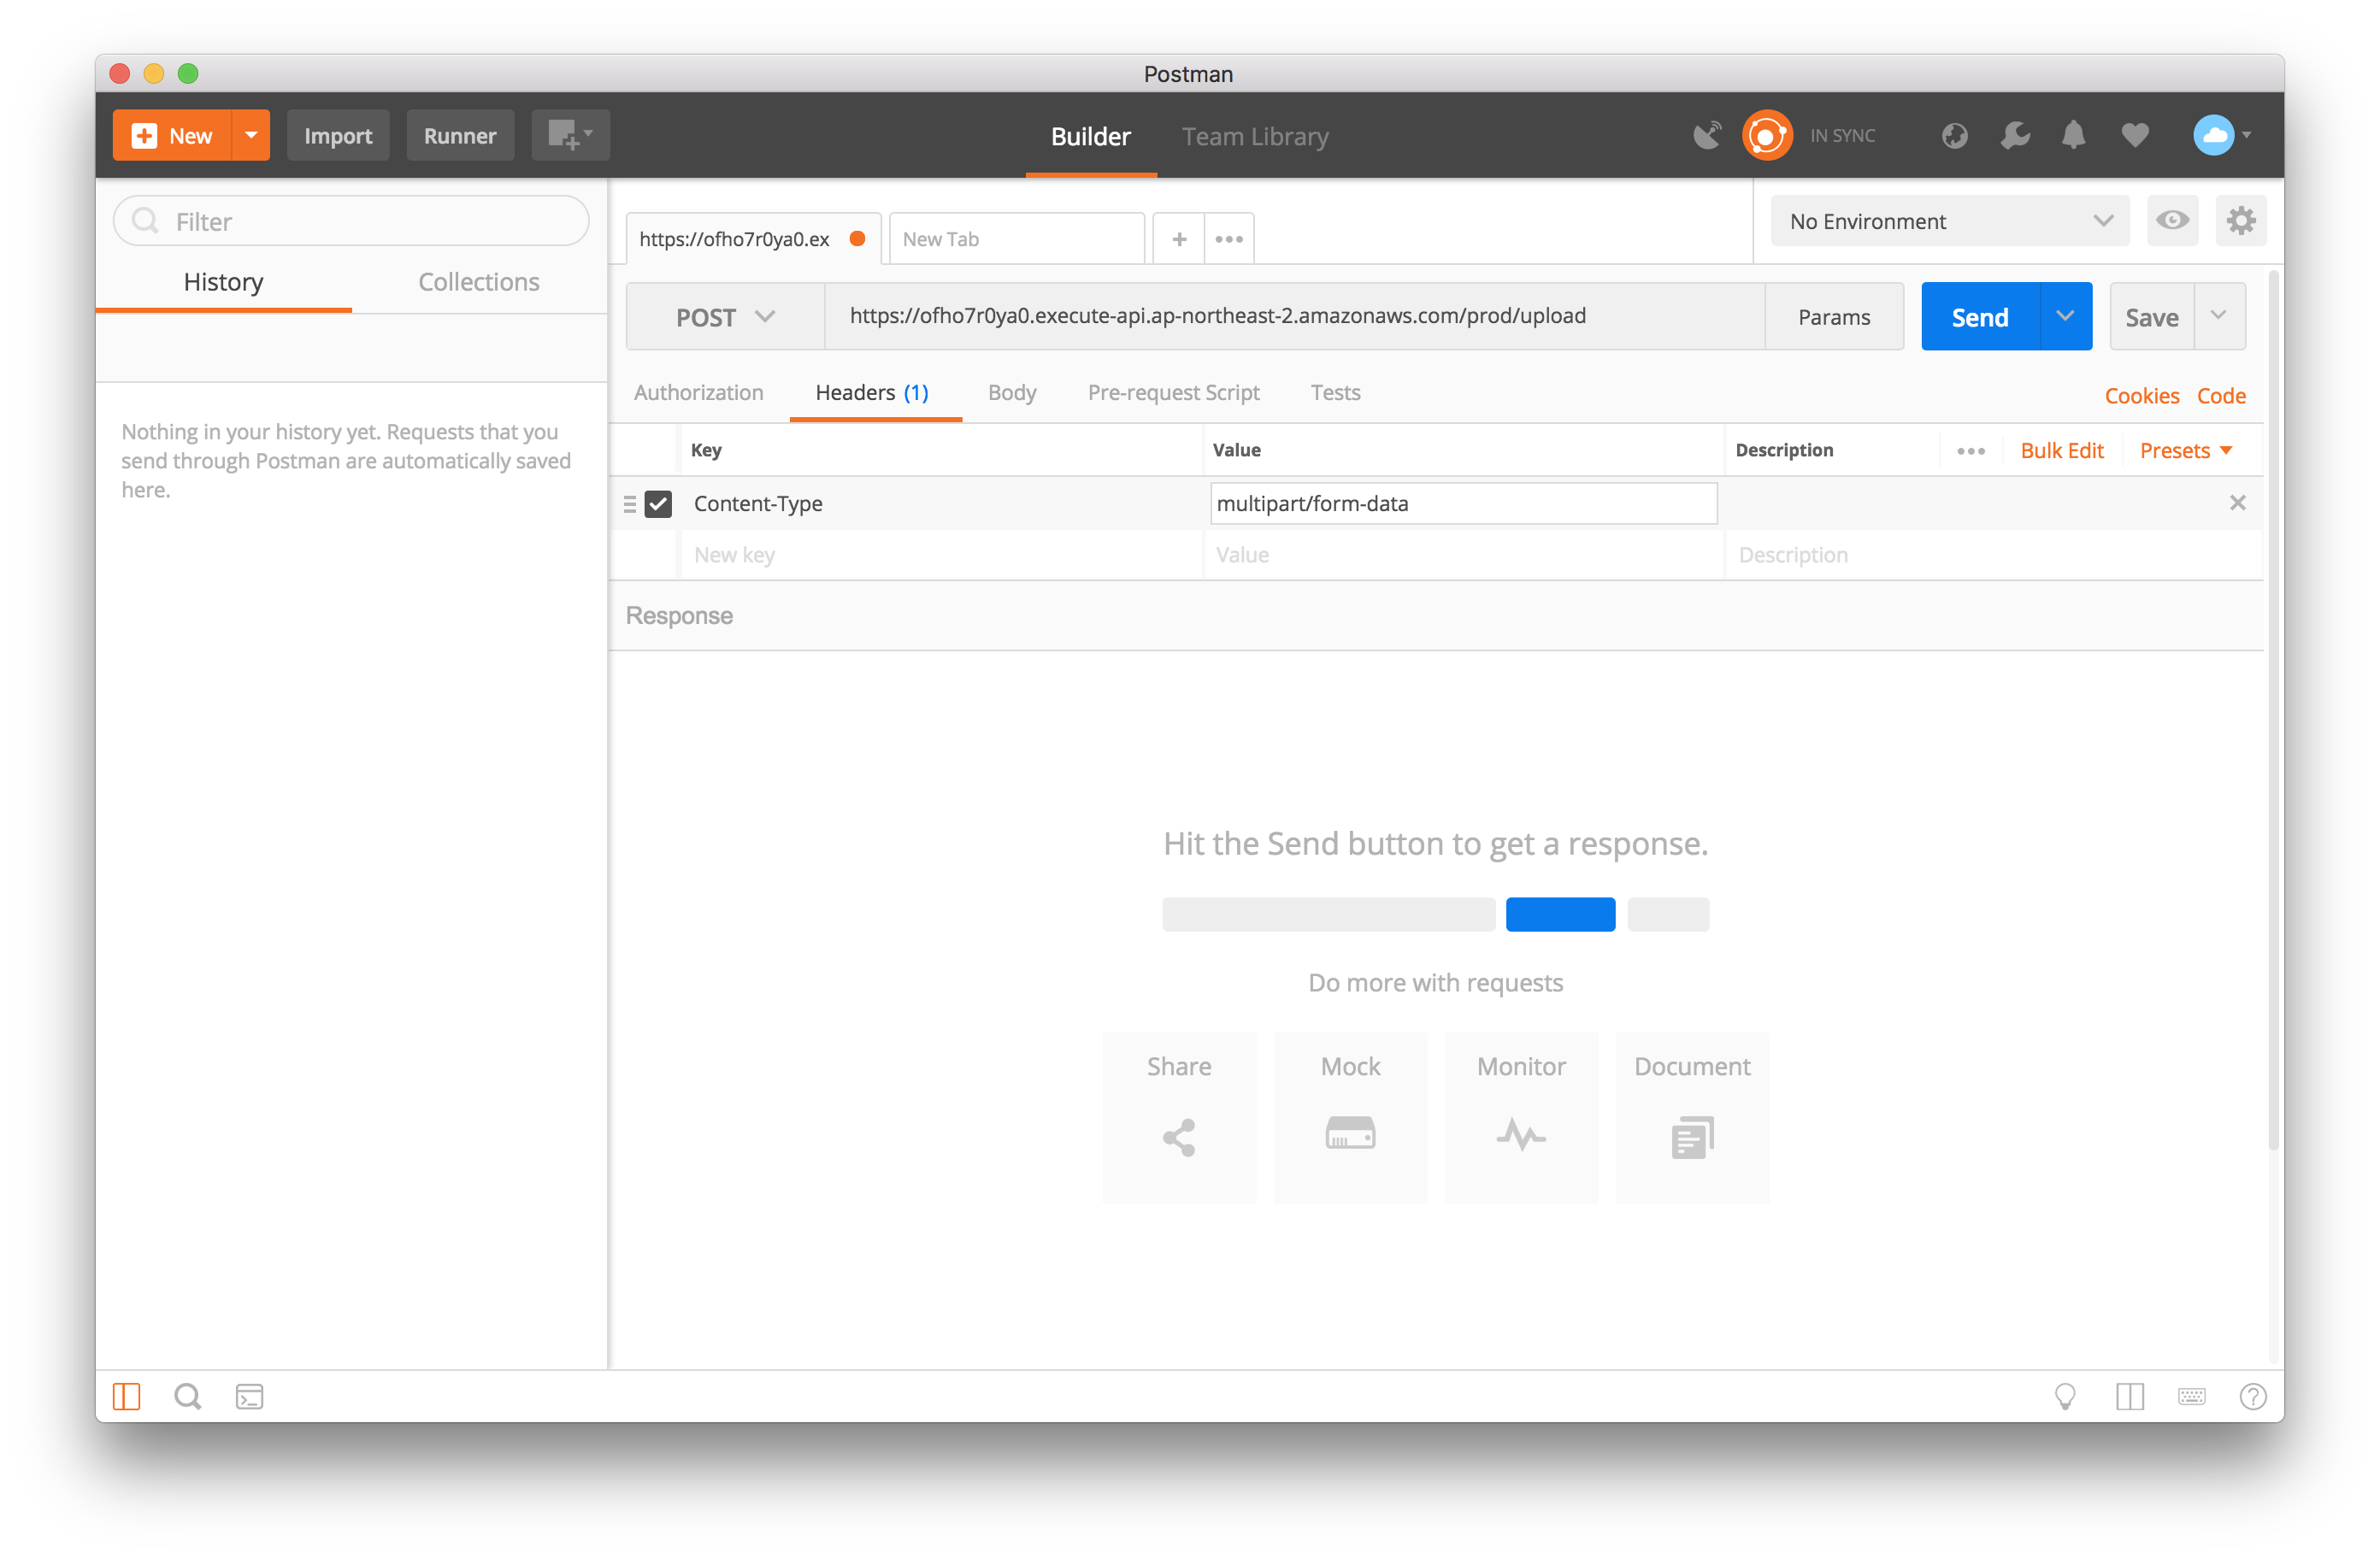 Postman
New
Import
Runner
Builder
Team Library
IN SYNC
Filter
History
Collections
Nothing in your history yet. Requests that you
send through Postman are automatically saved
here.
https://ofho7r0ya0.ex
New Tab
No Environment
POST
https://ofho7r0ya0.execute-api.ap-northeast-2.amazonaws.com/prod/upload
Params
Send
Save
Authorization
Headers (1)
Body
Pre-request Script
Tests
Cookies
Code
Key
Value
Description
Bulk Edit
Presets
Content-Type
multipart/form-data
New key
Value
Description
Response
Hit the Send button to get a response.
Do more with requests
Share
Mock
Monitor
Document